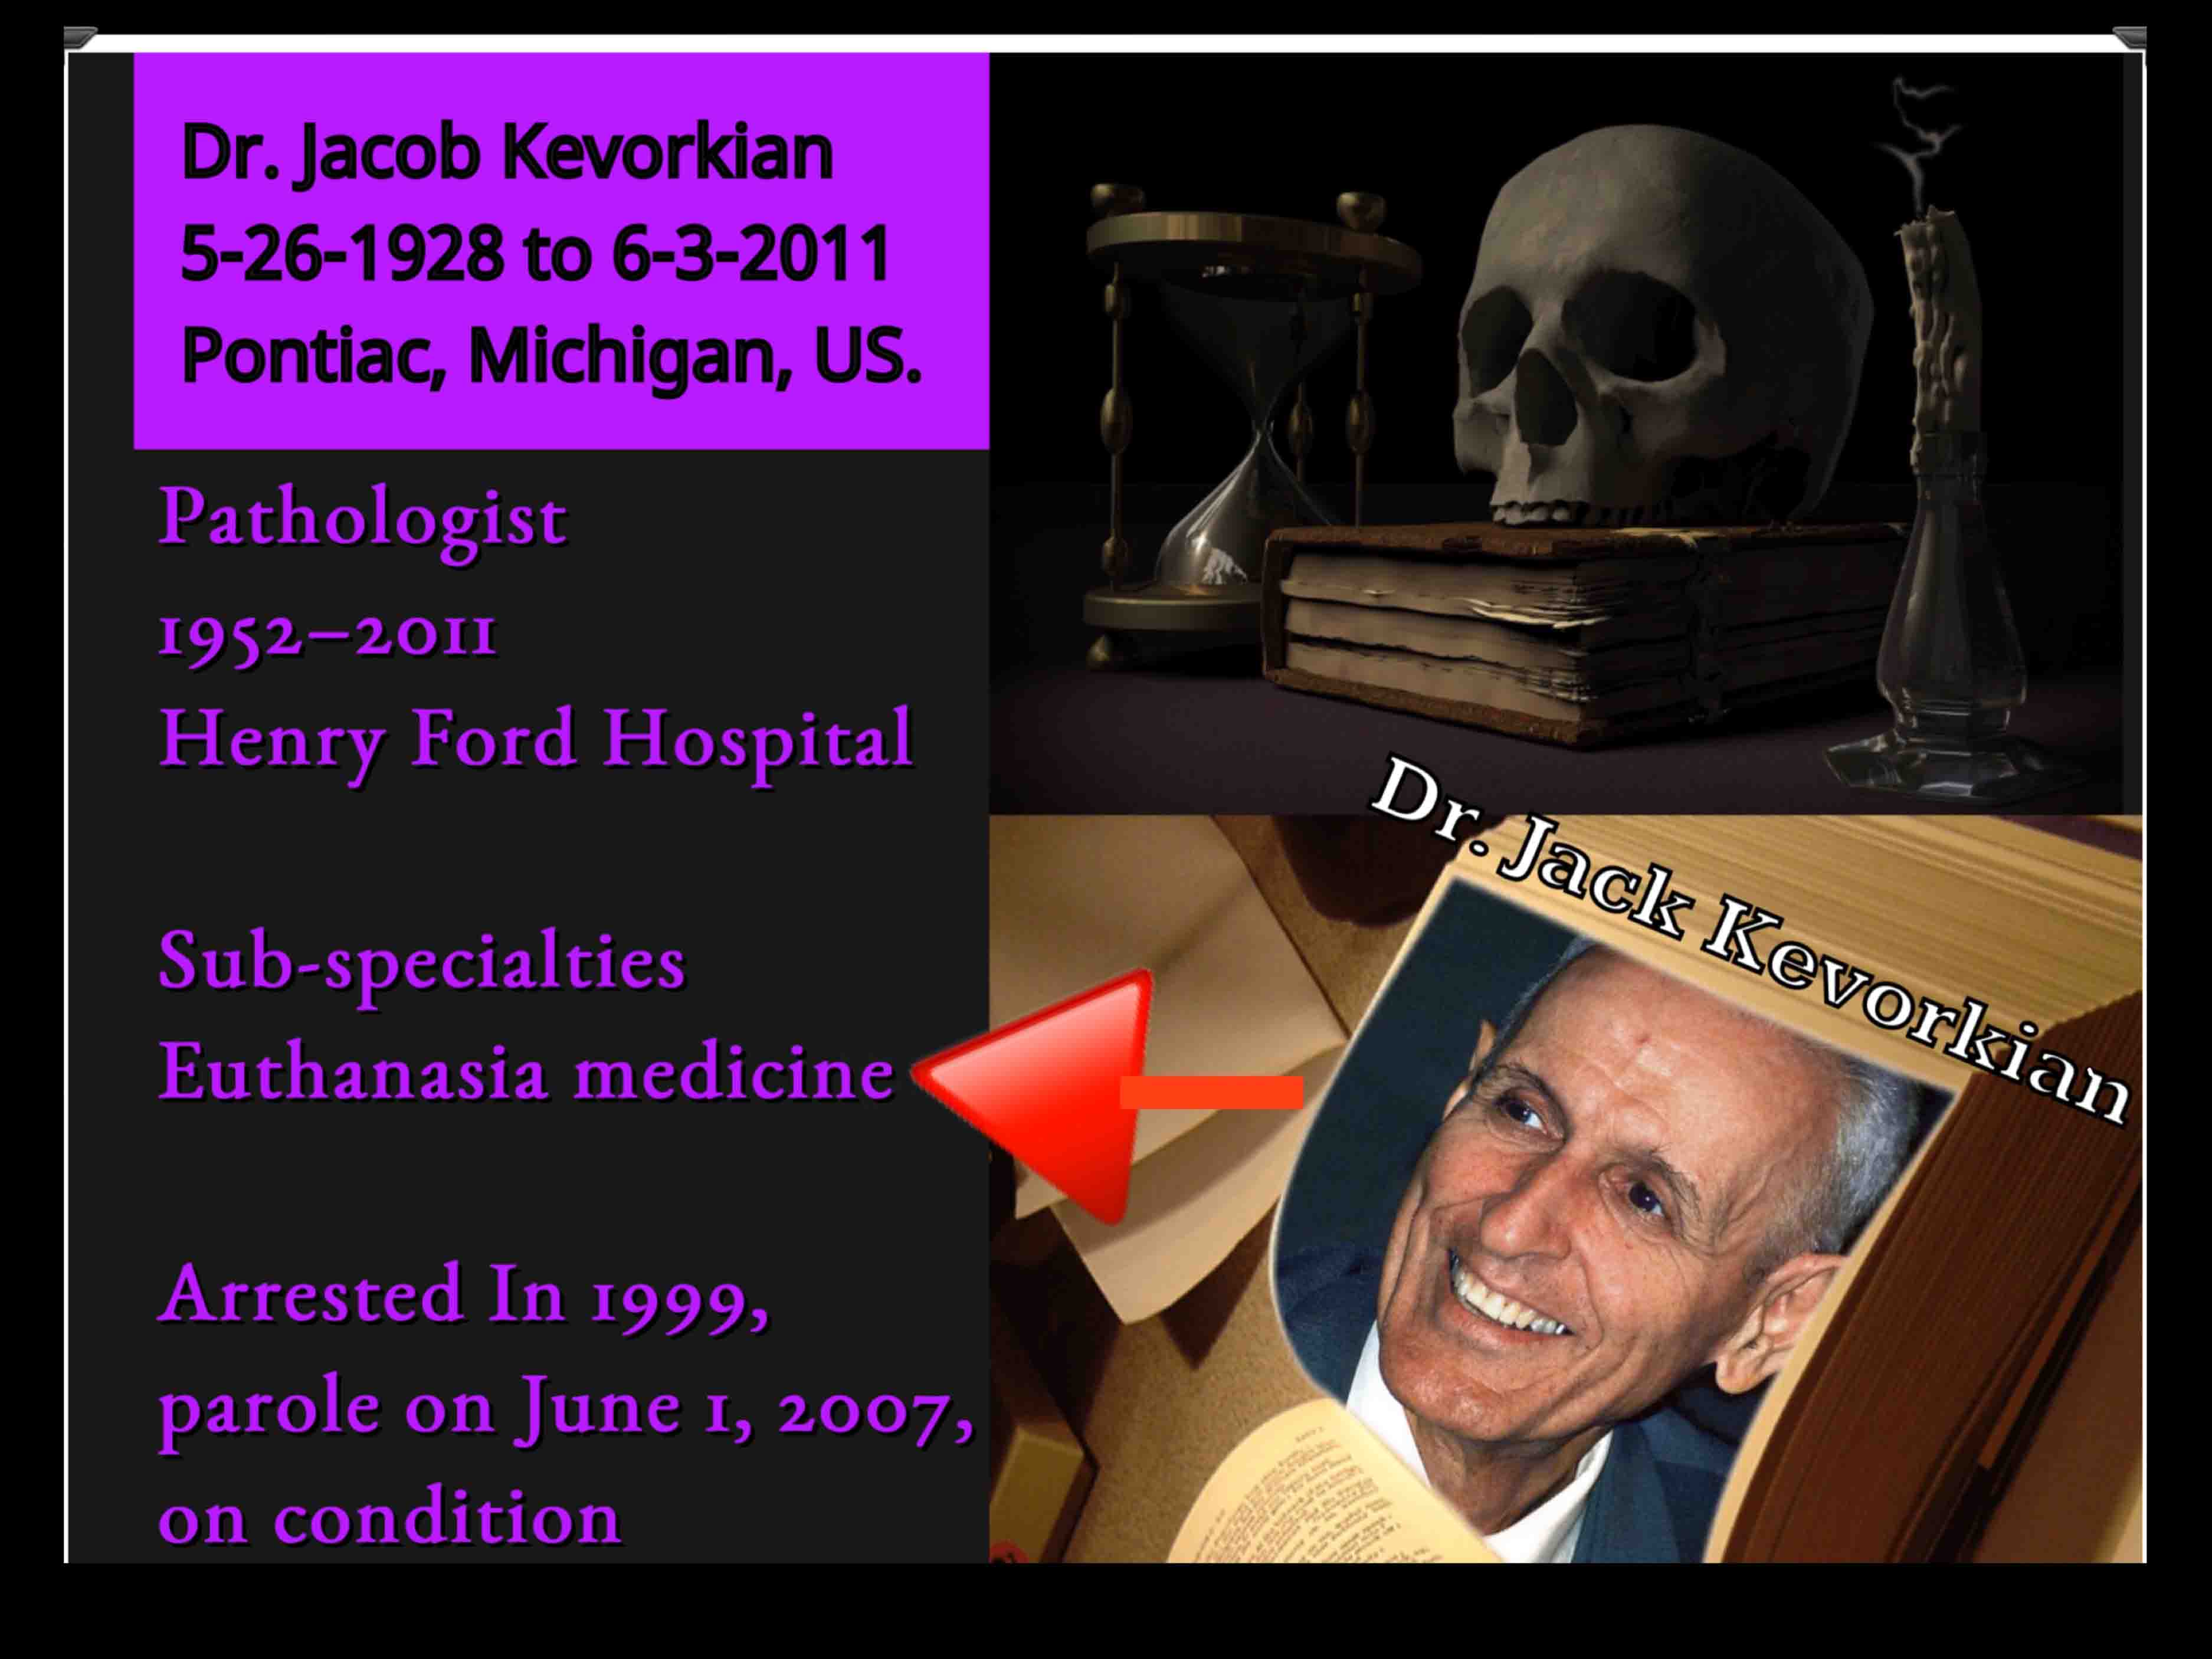 Dr. Jacob Kevorkian
5-26-1928 to 6-3-2011
Pontiac, Michigan, US.
Pathologist
1952–2011
Henry Ford Hospital
Sub-specialties
Euthanasia medicine
Arrested In 1999,
parole on June 1, 2007,
on condition
Dr. Jack Kevorkian